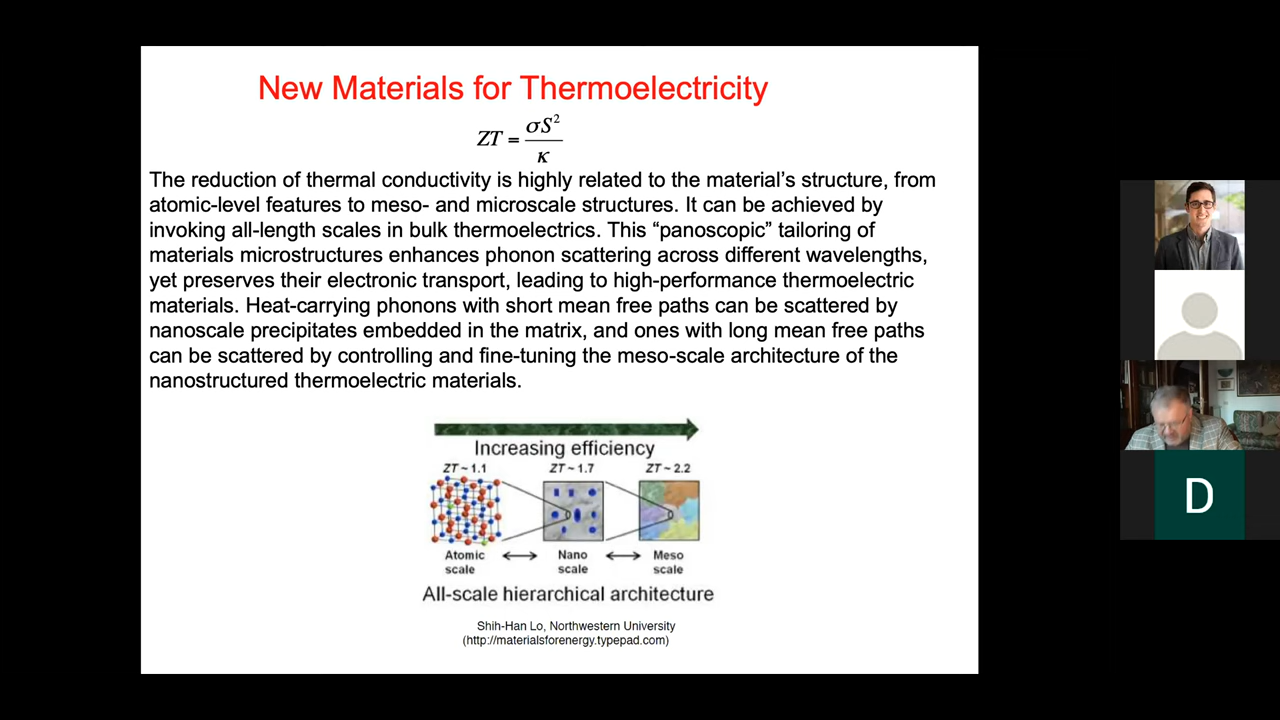 New Materials for Thermoelectricity
ZT = σS²/κ
The reduction of thermal conductivity is highly related to the material’s structure, from
atomic-level features to meso- and microscale structures. It can be achieved by
invoking all-length scales in bulk thermoelectrics. This “panoscopic” tailoring of
materials microstructures enhances phonon scattering across different wavelengths,
yet preserves their electronic transport, leading to high-performance thermoelectric
materials. Heat-carrying phonons with short mean free paths can be scattered by
nanoscale precipitates embedded in the matrix, and ones with long mean free paths
can be scattered by controlling and fine-tuning the meso-scale architecture of the
nanostructured thermoelectric materials.
Increasing efficiency
ZT ~ 1.1 ZT ~ 1.7 ZT ~ 2.2
Atomic Nano Meso
scale scale scale
All-scale hierarchical architecture
Shih-Han Lo, Northwestern University
(http://materialsforenergy.typepad.com)
D